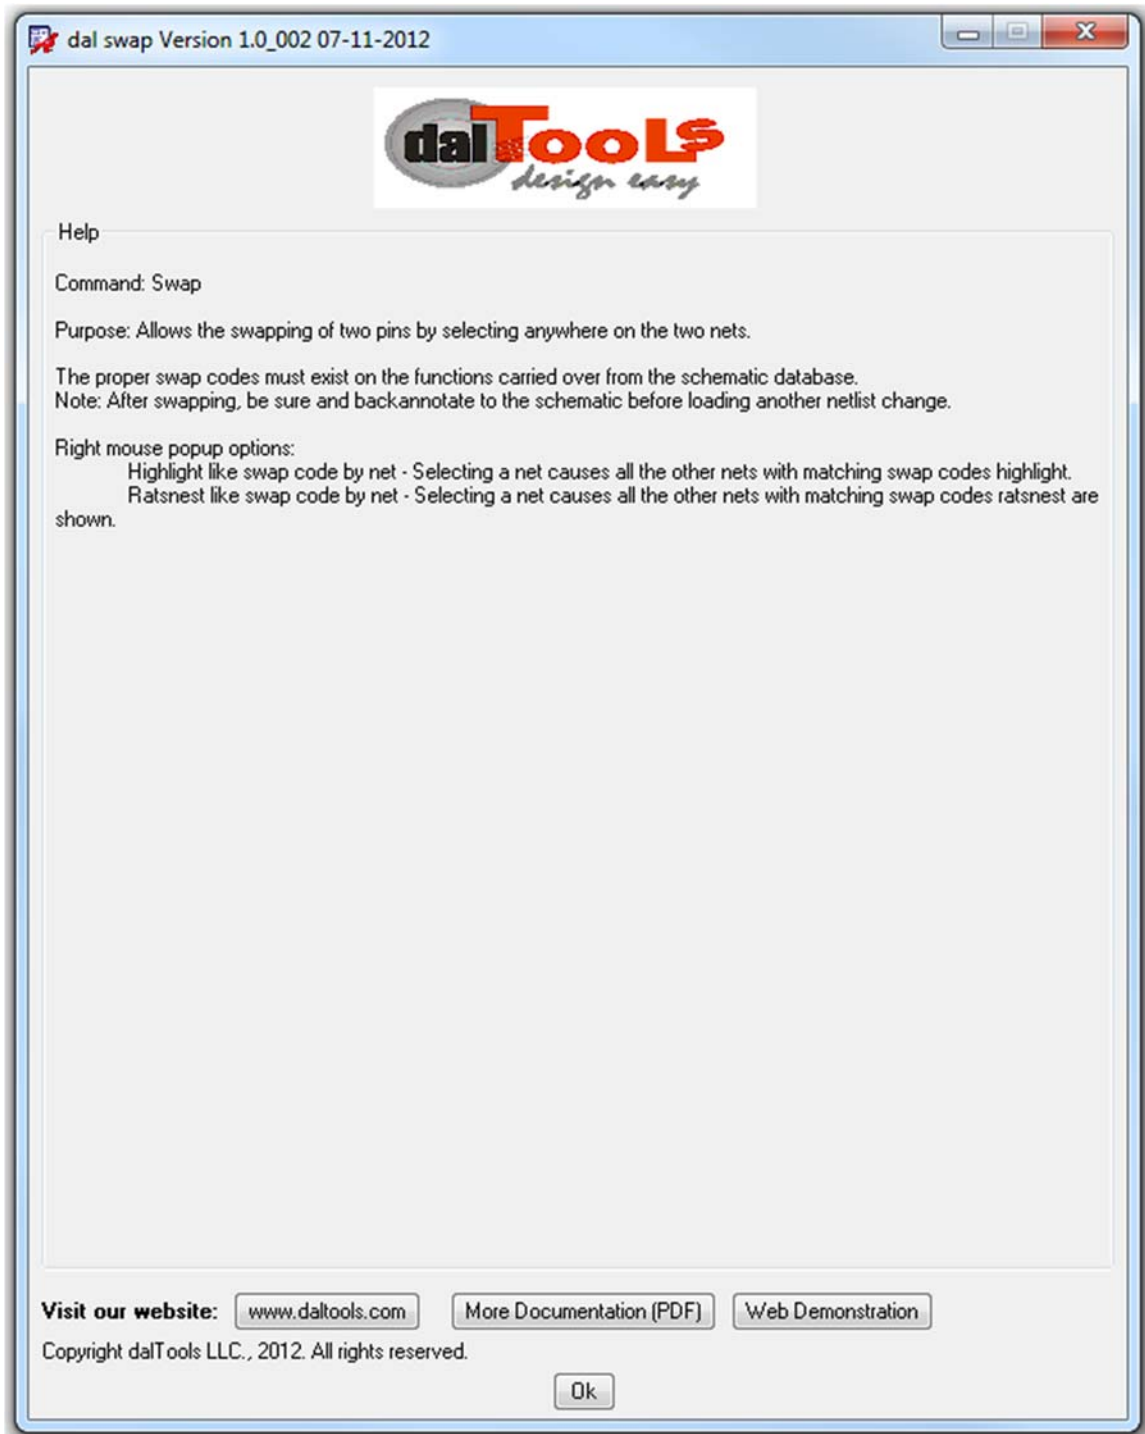 dal swap Version 1.0_002 07-11-2012
dalTooLs
design easy
Help
Command: Swap
Purpose: Allows the swapping of two pins by selecting anywhere on the two nets.
The proper swap codes must exist on the functions carried over from the schematic database.
Note: After swapping, be sure and backannotate to the schematic before loading another netlist change.
Right mouse popup options:
Highlight like swap code by net - Selecting a net causes all the other nets with matching swap codes highlight.
Ratsnest like swap code by net - Selecting a net causes all the other nets with matching swap codes ratsnest are
shown.
Visit our website: www.daltools.com More Documentation (PDF) Web Demonstration
Copyright dalTools LLC., 2012. All rights reserved.
Ok